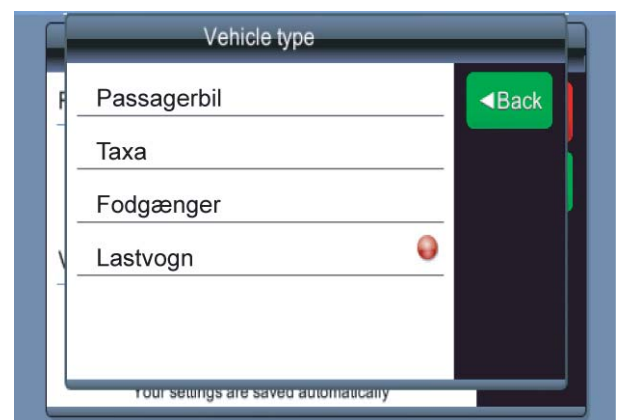 Vehicle type
Passagerbil
◀Back
Taxa
Fodgænger
Lastvogn
Your settings are saved automatically